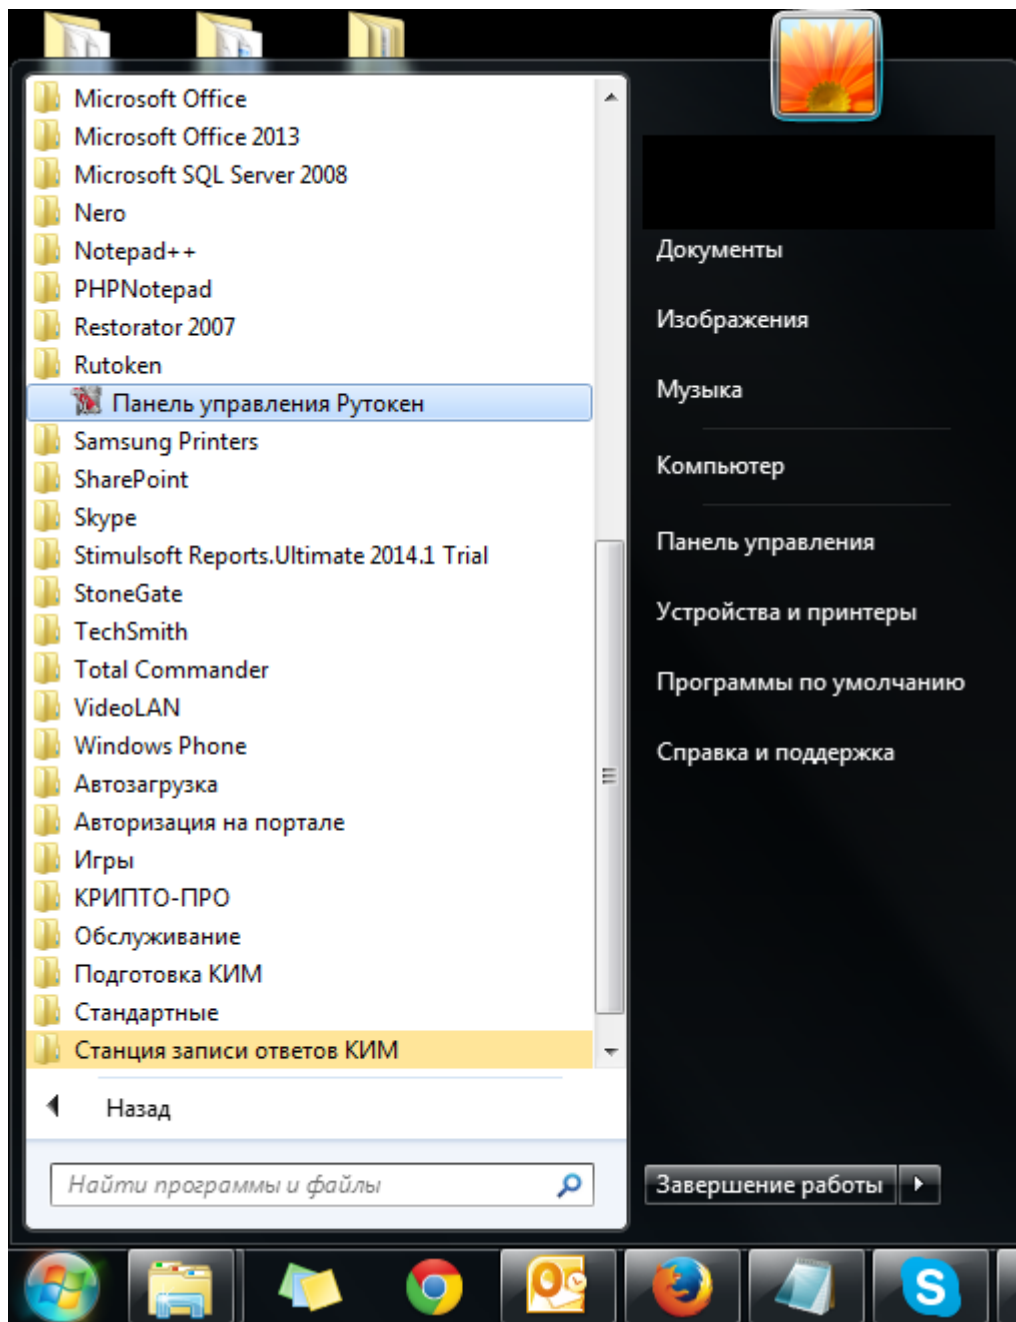 Microsoft Office
Microsoft Office 2013
Microsoft SQL Server 2008
Nero
Notepad++
PHPNotepad
Restorator 2007
Rutoken
Панель управления Рутокен
Samsung Printers
SharePoint
Skype
Stimulsoft Reports.Ultimate 2014.1 Trial
StoneGate
TechSmith
Total Commander
VideoLAN
Windows Phone
Автозагрузка
Авторизация на портале
Игры
КРИПТО-ПРО
Обслуживание
Подготовка КИМ
Стандартные
Станция записи ответов КИМ
Назад
Найти программы и файлы
Документы
Изображения
Музыка
Компьютер
Панель управления
Устройства и принтеры
Программы по умолчанию
Справка и поддержка
Завершение работы